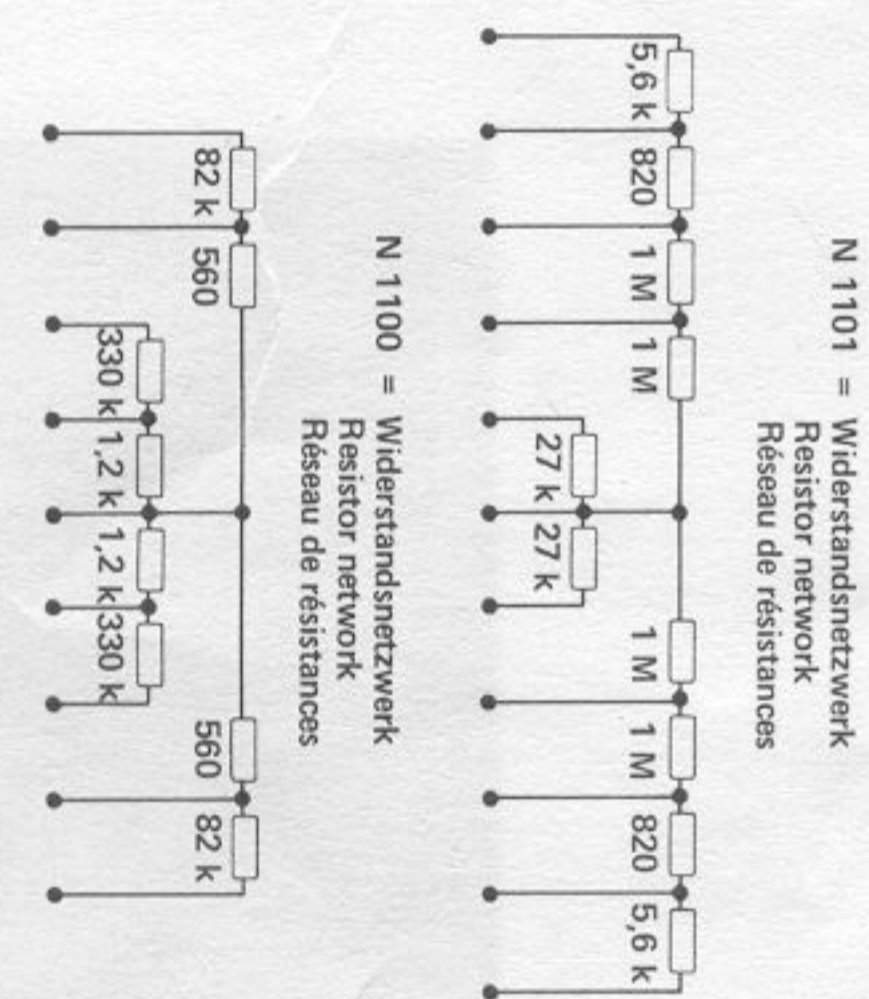 N 1101 = Widerstandsnetzwerk
Resistor network
Réseau de résistances
5,6 k 820 1 M 1 M 27 k 27 k 1 M 1 M 820 5,6 k
N 1100 = Widerstandsnetzwerk
Resistor network
Réseau de résistances
82 k 560 560 82 k
330 k 1,2 k 1,2 k 330 k